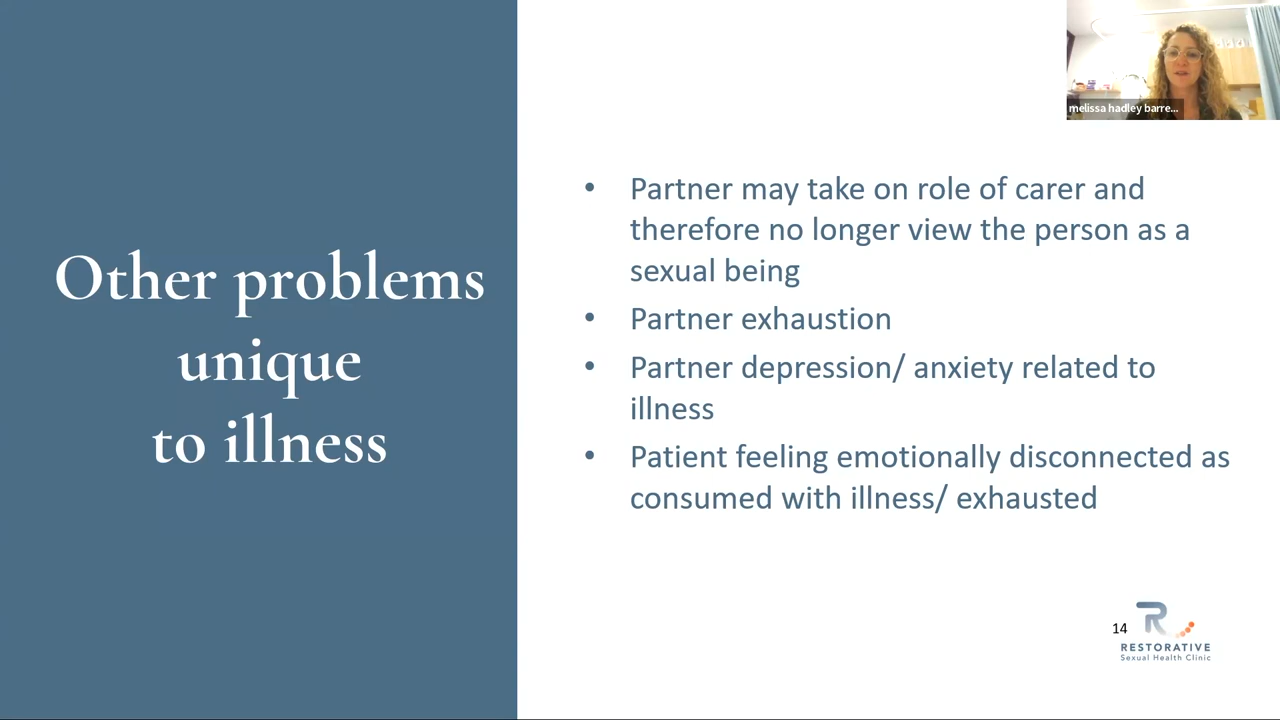 melissa hadley barre...
Other problems
unique
to illness
• Partner may take on role of carer and
therefore no longer view the person as a
sexual being
• Partner exhaustion
• Partner depression/ anxiety related to
illness
• Patient feeling emotionally disconnected as
consumed with illness/ exhausted
14
R
RESTORATIVE
Sexual Health Clinic